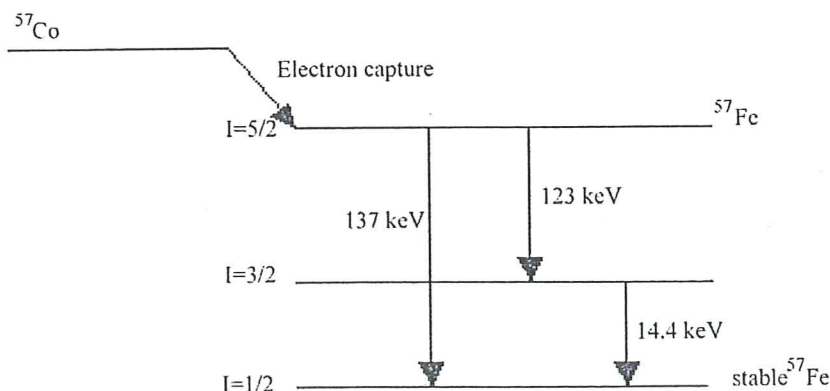 ⁵⁷Co
Electron capture
I=5/2
⁵⁷Fe
137 keV
123 keV
I=3/2
14.4 keV
I=1/2
stable ⁵⁷Fe